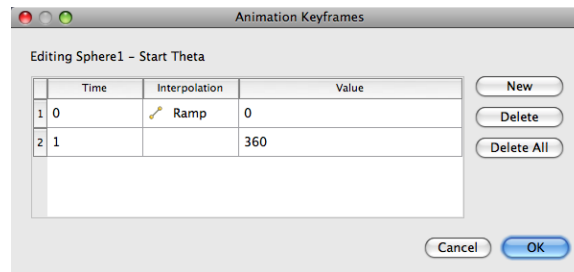 Animation Keyframes
Editing Sphere1 – Start Theta
Time Interpolation Value
1 0 Ramp 0
2 1 360
New
Delete
Delete All
Cancel OK